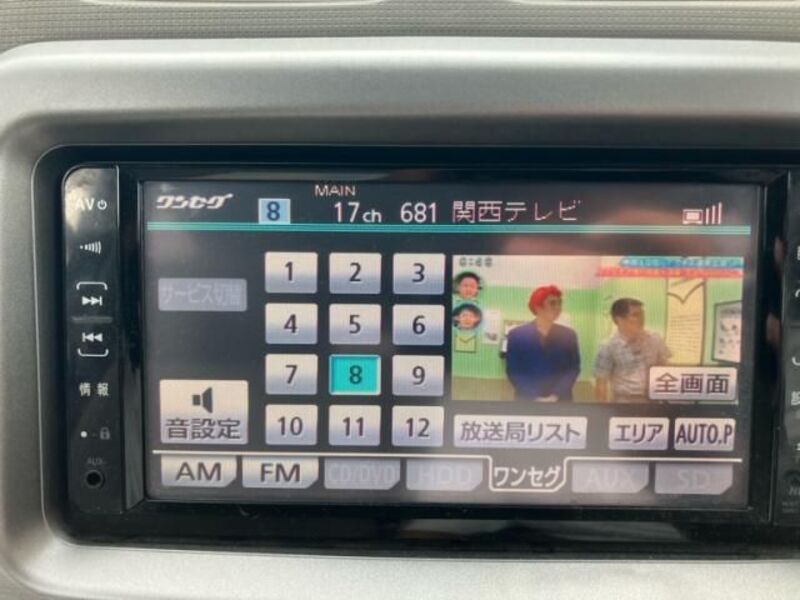 MAIN
ワンセグ 8 17ch 681 関西テレビ
AV
サービス切替
1 2 3
4 5 6
7 8 9
10 11 12
情報
音設定
全画面
放送局リスト エリア AUTO.P
AUX
AM FM CD/DVD HDD ワンセグ AUX SD